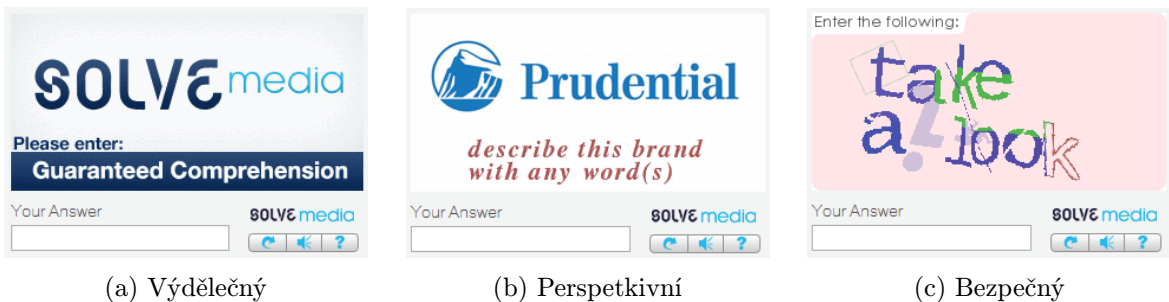 SOLVE media
Please enter:
Guaranteed Comprehension
Your Answer
SOLVE media
?
(a) Výdělečný
Prudential
describe this brand
with any word(s)
Your Answer
SOLVE media
?
(b) Perspetkivní
Enter the following:
take
a look
Your Answer
SOLVE media
?
(c) Bezpečný